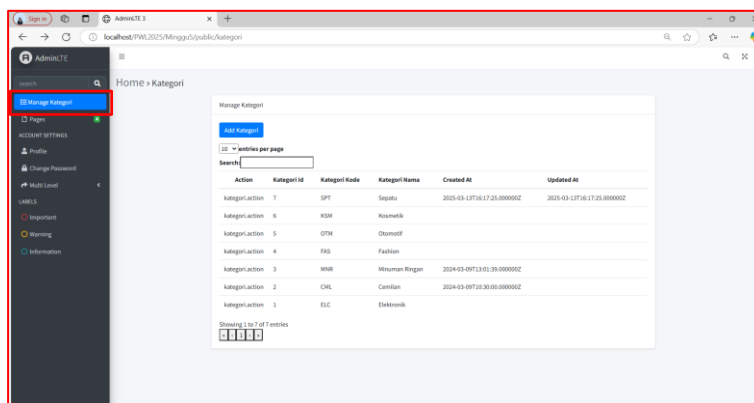 Sign in
AdminLTE 3
localhost/PWL2025/Minggu5/public/kategori
AdminLTE
search
Manage Kategori
Pages
ACCOUNT SETTINGS
Profile
Change Password
Multi Level
LABELS
Important
Warning
Information
Home › Kategori
Manage Kategori
Add Kategori
10 entries per page
Search:
Action Kategori Id Kategori Kode Kategori Nama Created At Updated At
kategori.action 7 SPT Sepatu 2025-03-13T16:17:25.000000Z 2025-03-13T16:17:25.000000Z
kategori.action 6 KSM Kosmetik
kategori.action 5 OTM Otomotif
kategori.action 4 FAS Fashion
kategori.action 3 MNR Minuman Ringan 2024-03-09T13:01:39.000000Z
kategori.action 2 CML Cemilan 2024-03-09T10:30:00.000000Z
kategori.action 1 ELC Elektronik
Showing 1 to 7 of 7 entries
« ‹ 1 › »